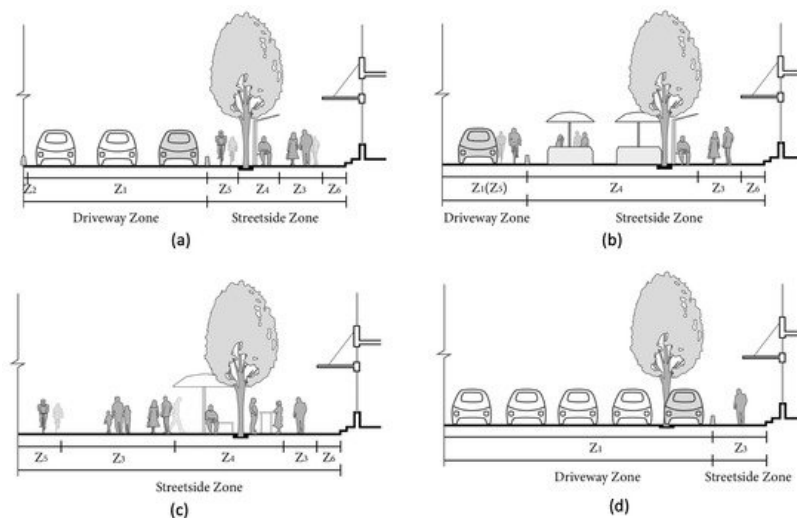 Z2 Z1 Z5 Z4 Z3 Z6
Driveway Zone Streetside Zone
(a)
Z1(Z5) Z4 Z3 Z6
Driveway Zone Streetside Zone
(b)
Z5 Z3 Z4 Z3 Z6
Streetside Zone
(c)
Z1 Z3
Driveway Zone Streetside Zone
(d)